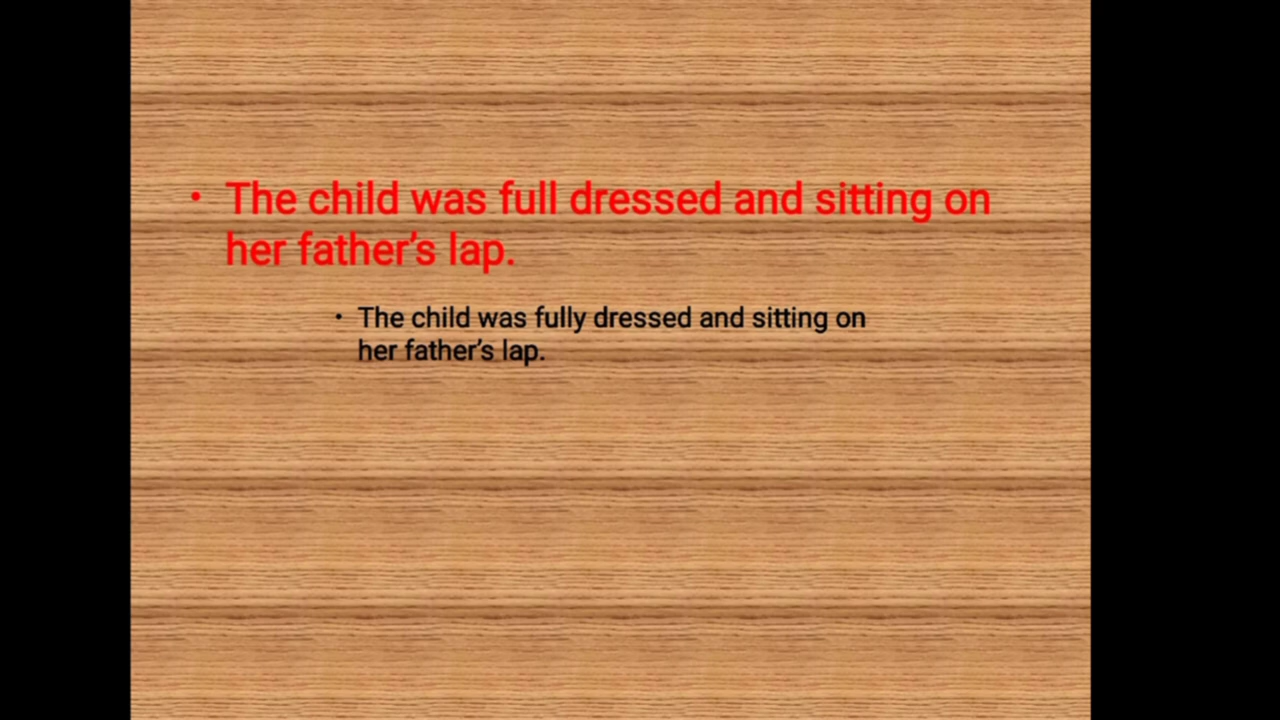 • The child was full dressed and sitting on
her father’s lap.
• The child was fully dressed and sitting on
her father’s lap.